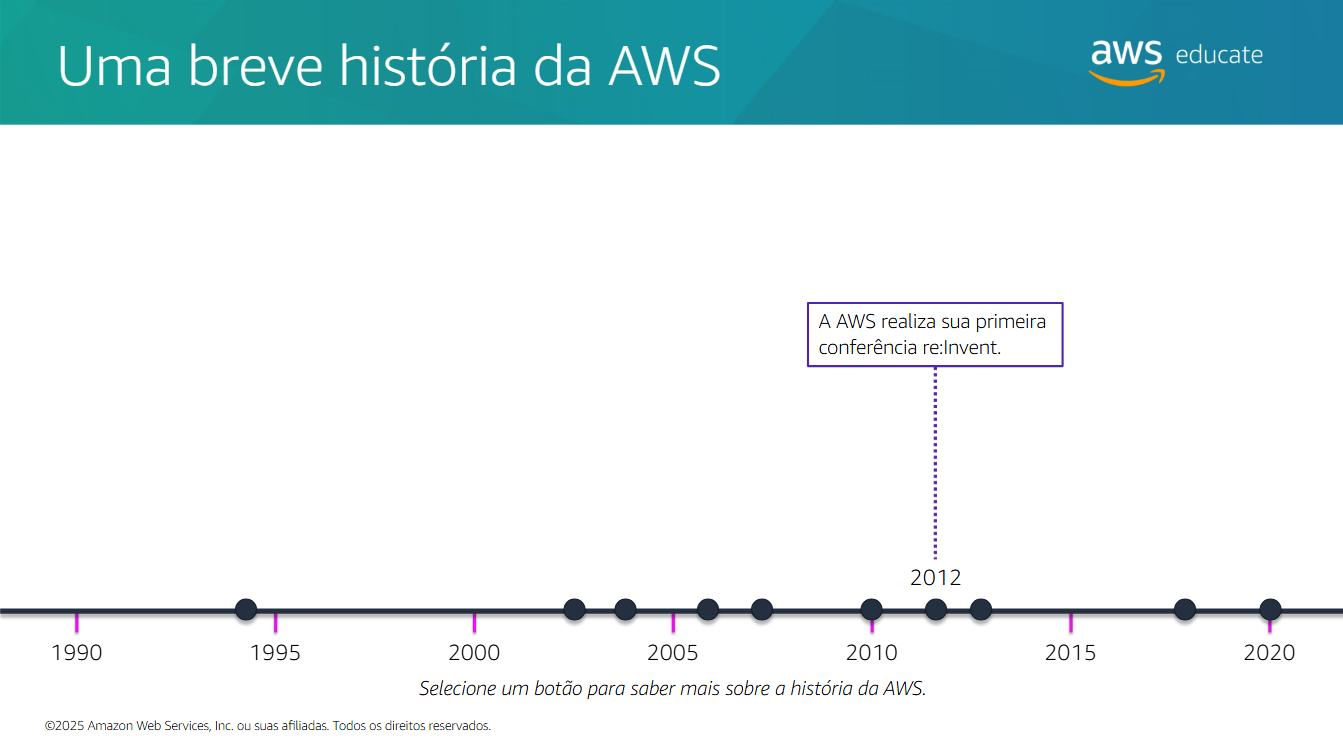 Uma breve história da AWS
aws educate
A AWS realiza sua primeira
conferência re:Invent.
2012
1990 1995 2000 2005 2010 2015 2020
Selecione um botão para saber mais sobre a história da AWS.
©2025 Amazon Web Services, Inc. ou suas afiliadas. Todos os direitos reservados.